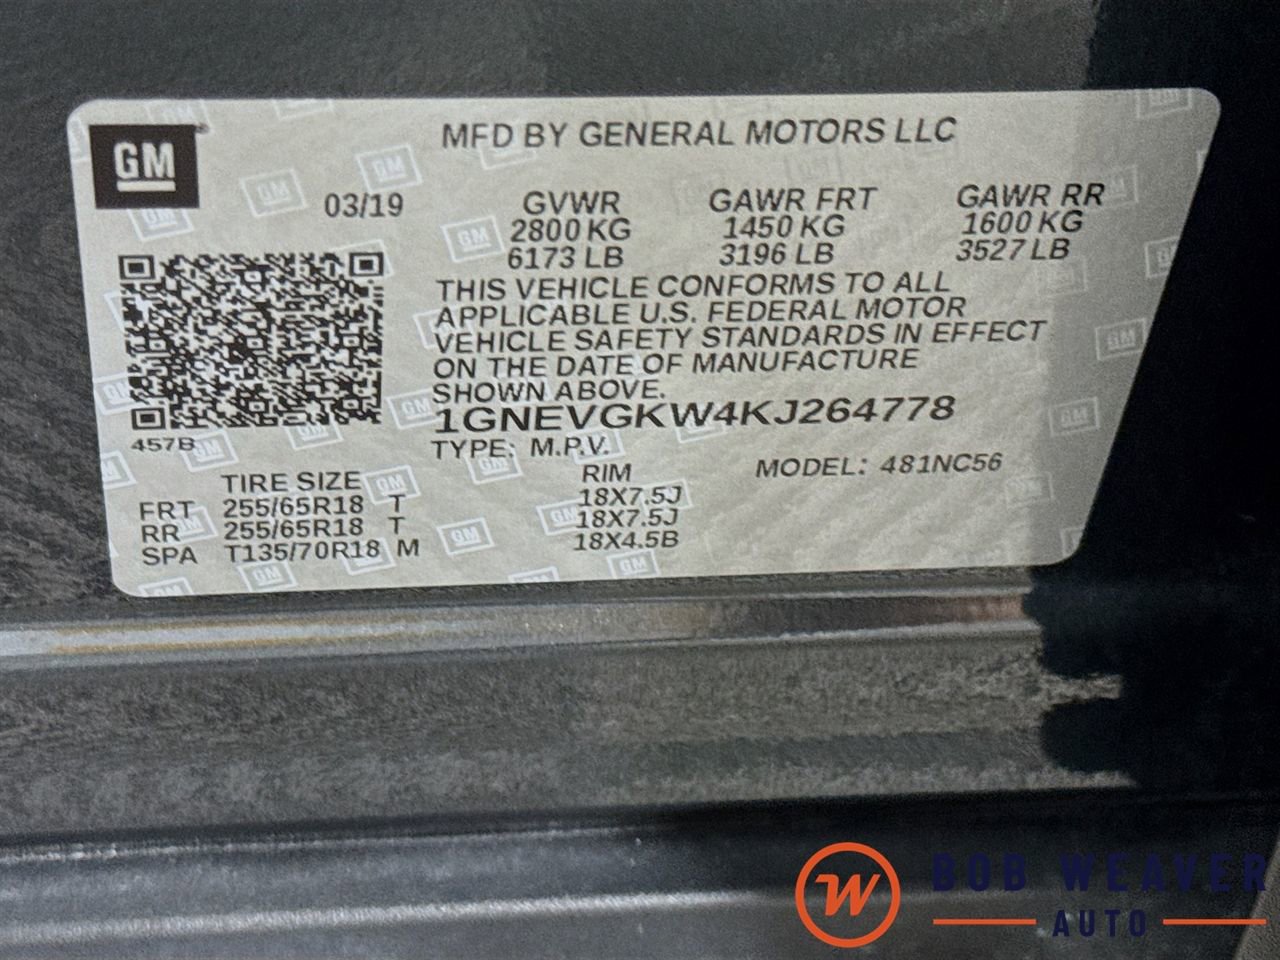 GM
MFD BY GENERAL MOTORS LLC
03/19 GVWR GAWR FRT GAWR RR
2800 KG 1450 KG 1600 KG
6173 LB 3196 LB 3527 LB
THIS VEHICLE CONFORMS TO ALL
APPLICABLE U.S. FEDERAL MOTOR
VEHICLE SAFETY STANDARDS IN EFFECT
ON THE DATE OF MANUFACTURE
SHOWN ABOVE.
1GNEVGKW4KJ264778
457B
TYPE: M.P.V.
MODEL: 481NC56
TIRE SIZE RIM
FRT 255/65R18 T 18X7.5J
RR 255/65R18 T 18X7.5J
SPA T135/70R18 M 18X4.5B
W BOB WEAVER
AUTO